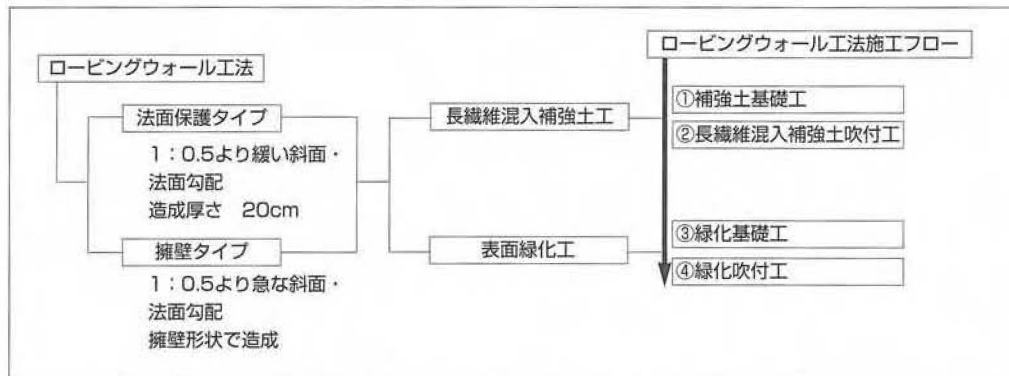 ロービングウォール工法
法面保護タイプ
1：0.5より緩い斜面・
法面勾配
造成厚さ　20cm
擁壁タイプ
1：0.5より急な斜面・
法面勾配
擁壁形状で造成
長繊維混入補強土工
表面緑化工
ロービングウォール工法施工フロー
①補強土基礎工
②長繊維混入補強土吹付工
③緑化基礎工
④緑化吹付工